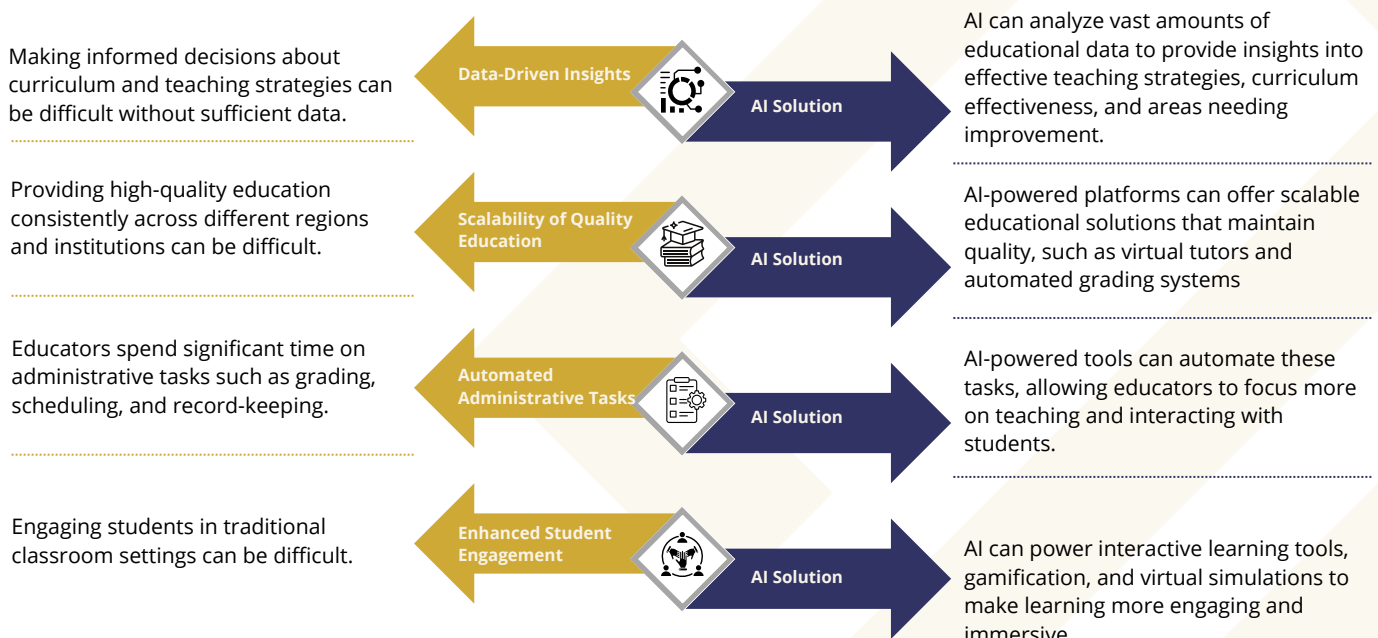 Making informed decisions about
curriculum and teaching strategies can
be difficult without sufficient data.
Data-Driven Insights
AI Solution
AI can analyze vast amounts of
educational data to provide insights into
effective teaching strategies, curriculum
effectiveness, and areas needing
improvement.
Providing high-quality education
consistently across different regions
and institutions can be difficult.
Scalability of Quality
Education
AI Solution
AI-powered platforms can offer scalable
educational solutions that maintain
quality, such as virtual tutors and
automated grading systems
Educators spend significant time on
administrative tasks such as grading,
scheduling, and record-keeping.
Automated
Administrative Tasks
AI Solution
AI-powered tools can automate these
tasks, allowing educators to focus more
on teaching and interacting with
students.
Engaging students in traditional
classroom settings can be difficult.
Enhanced Student
Engagement
AI Solution
AI can power interactive learning tools,
gamification, and virtual simulations to
make learning more engaging and
immersive